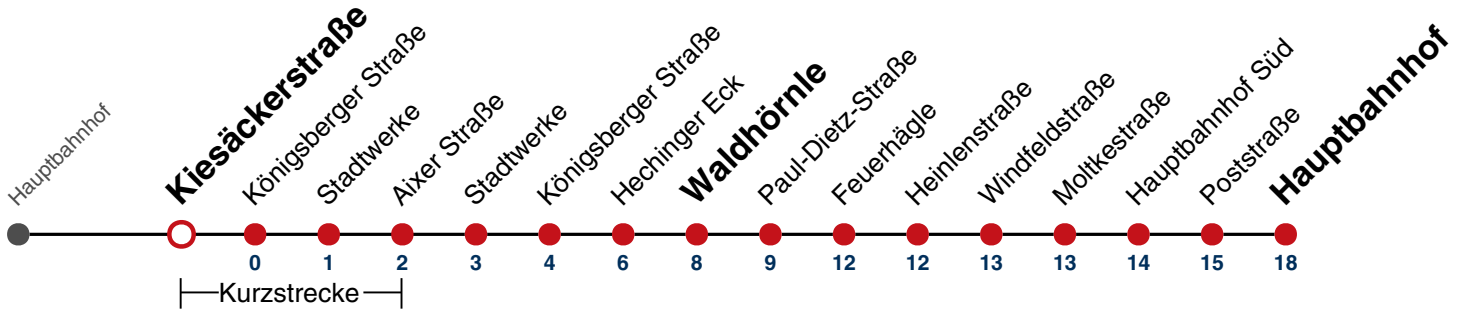 Hauptbahnhof
Kiesäckerstraße
Königsberger Straße
Stadtwerke
Aixer Straße
Stadtwerke
Königsberger Straße
Hechinger Eck
Waldhörnle
Paul-Dietz-Straße
Feuerhägle
Heinlenstraße
Windfeldstraße
Moltkestraße
Hauptbahnhof Süd
Poststraße
Hauptbahnhof
0 1 2 3 4 6 8 9 12 12 13 13 14 15 18
Kurzstrecke